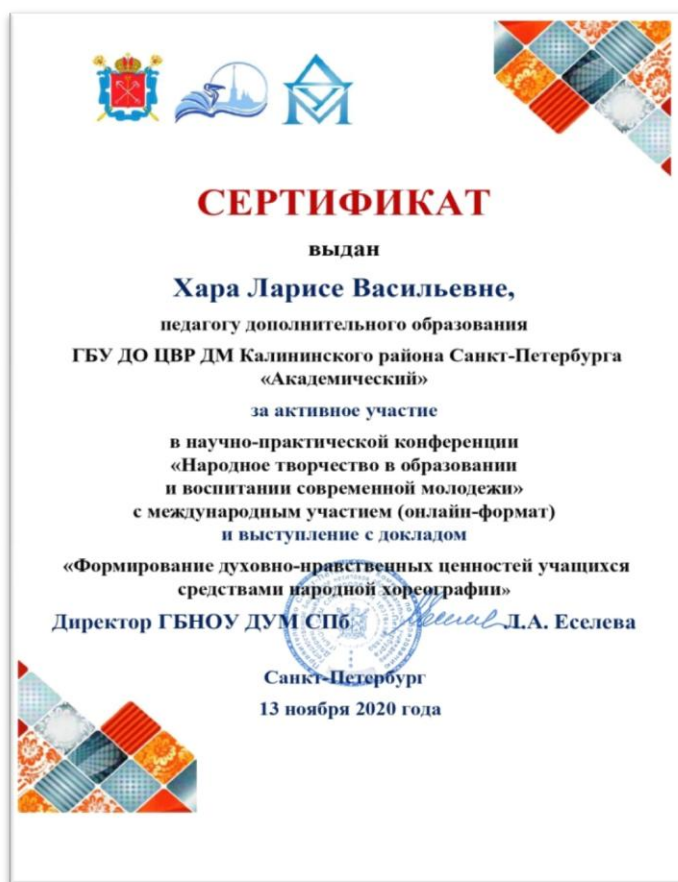 СЕРТИФИКАТ
выдан
Хара Ларисе Васильевне,
педагогу дополнительного образования
ГБУ ДО ЦВР ДМ Калининского района Санкт-Петербурга
«Академический»
за активное участие
в научно-практической конференции
«Народное творчество в образовании
и воспитании современной молодежи»
с международным участием (онлайн-формат)
и выступление с докладом
«Формирование духовно-нравственных ценностей учащихся
средствами народной хореографии»
Директор ГБНОУ ДУМ СПб Л.А. Еселева
Санкт-Петербург
13 ноября 2020 года